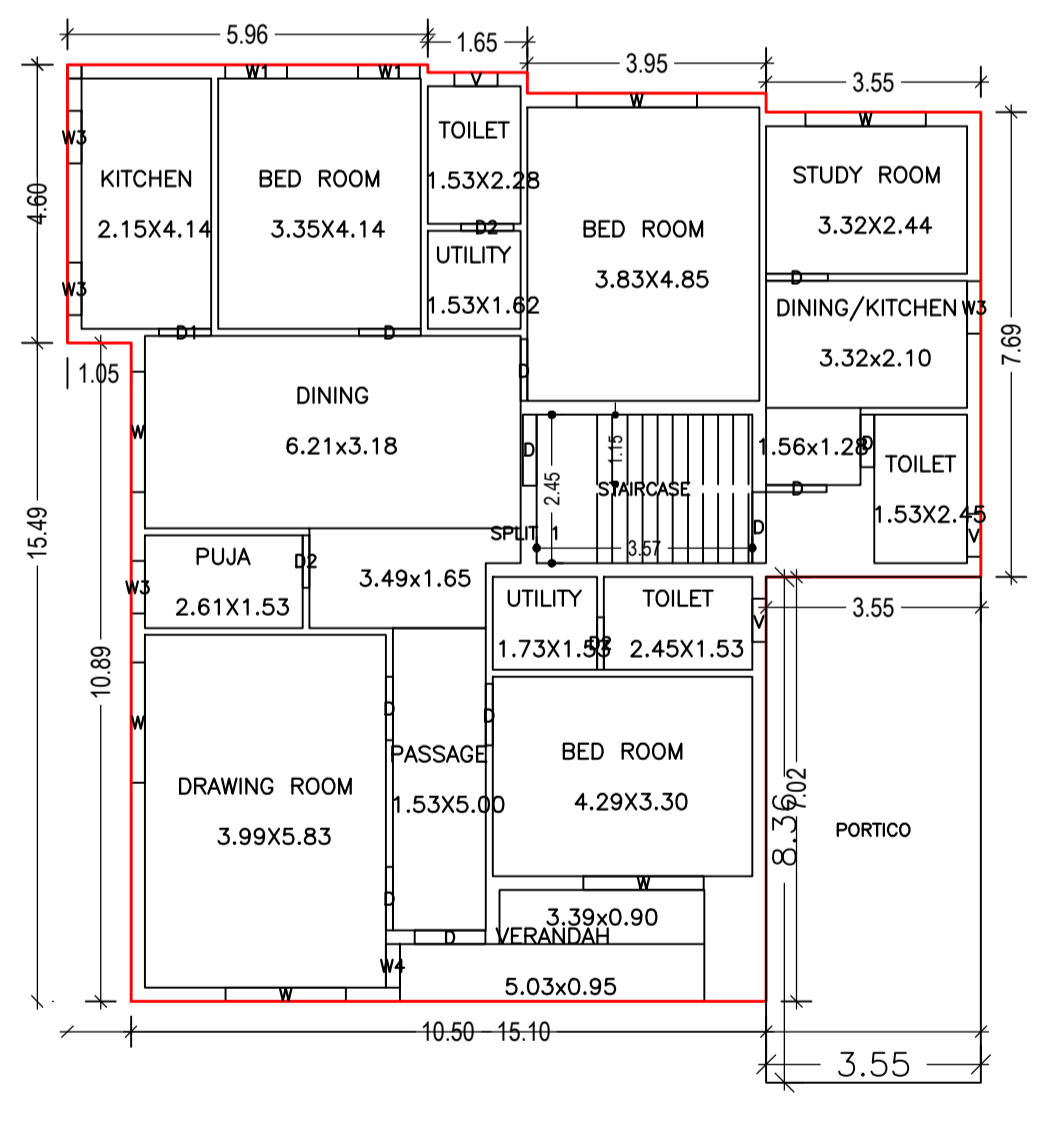 5.96
1.65
3.95
3.55
W1
W1
V
W
W
W3
TOILET
1.53X2.28
KITCHEN
2.15X4.14
BED ROOM
3.35X4.14
STUDY ROOM
3.32X2.44
4.60
D2
UTILITY
1.53X1.62
BED ROOM
3.83X4.85
D
W3
DINING/KITCHEN
W3
3.32x2.10
7.69
D1
D
D
1.05
DINING
6.21x3.18
W
D
1.15
2.45
1.56x1.28
D
TOILET
1.53X2.45
STAIRCASE
D
SPLIT 1
D
V
3.57
15.49
PUJA
2.61X1.53
D2
3.49x1.65
W3
UTILITY
1.73X1.53
D2
TOILET
2.45X1.53
V
3.55
10.89
W
D
D
PASSAGE
1.53X5.00
BED ROOM
4.29X3.30
DRAWING ROOM
3.99X5.83
7.02
8.36
PORTICO
D
W
3.39x0.90
D
VERANDAH
W4
5.03x0.95
W
10.50
15.10
3.55